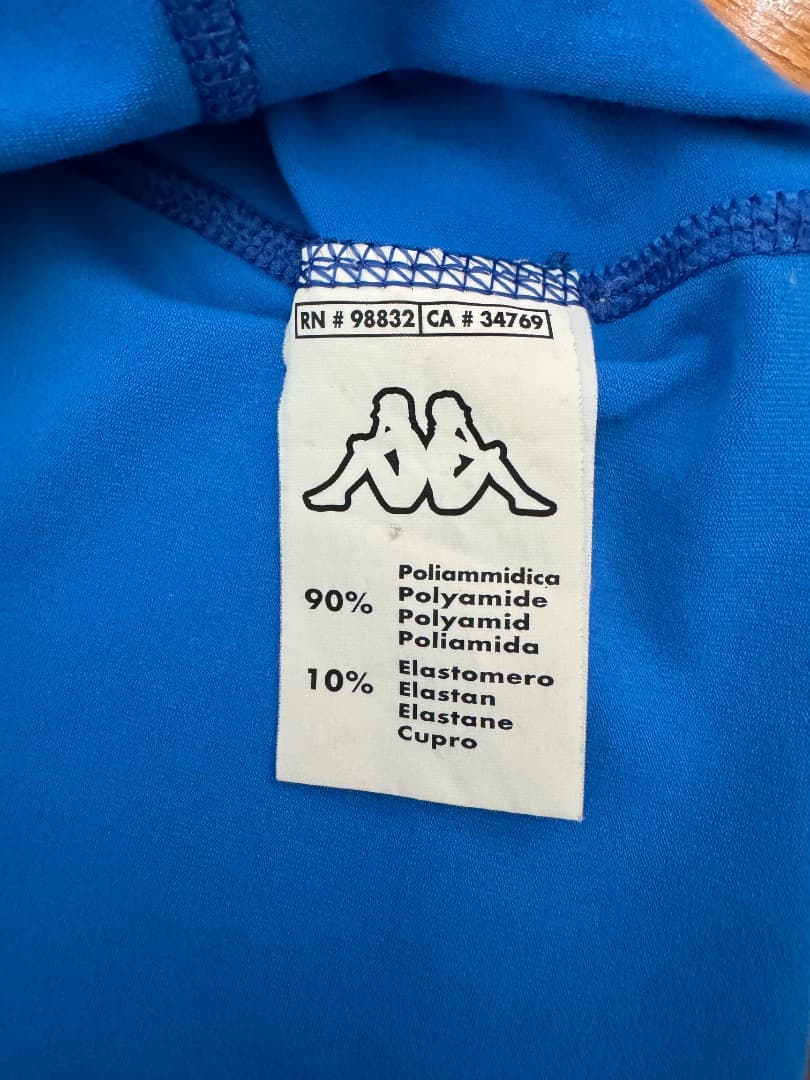 RN # 98832 CA # 34769
Poliammidica
90% Polyamide
Polyamid
Poliamida
10% Elastomero
Elastan
Elastane
Cupro